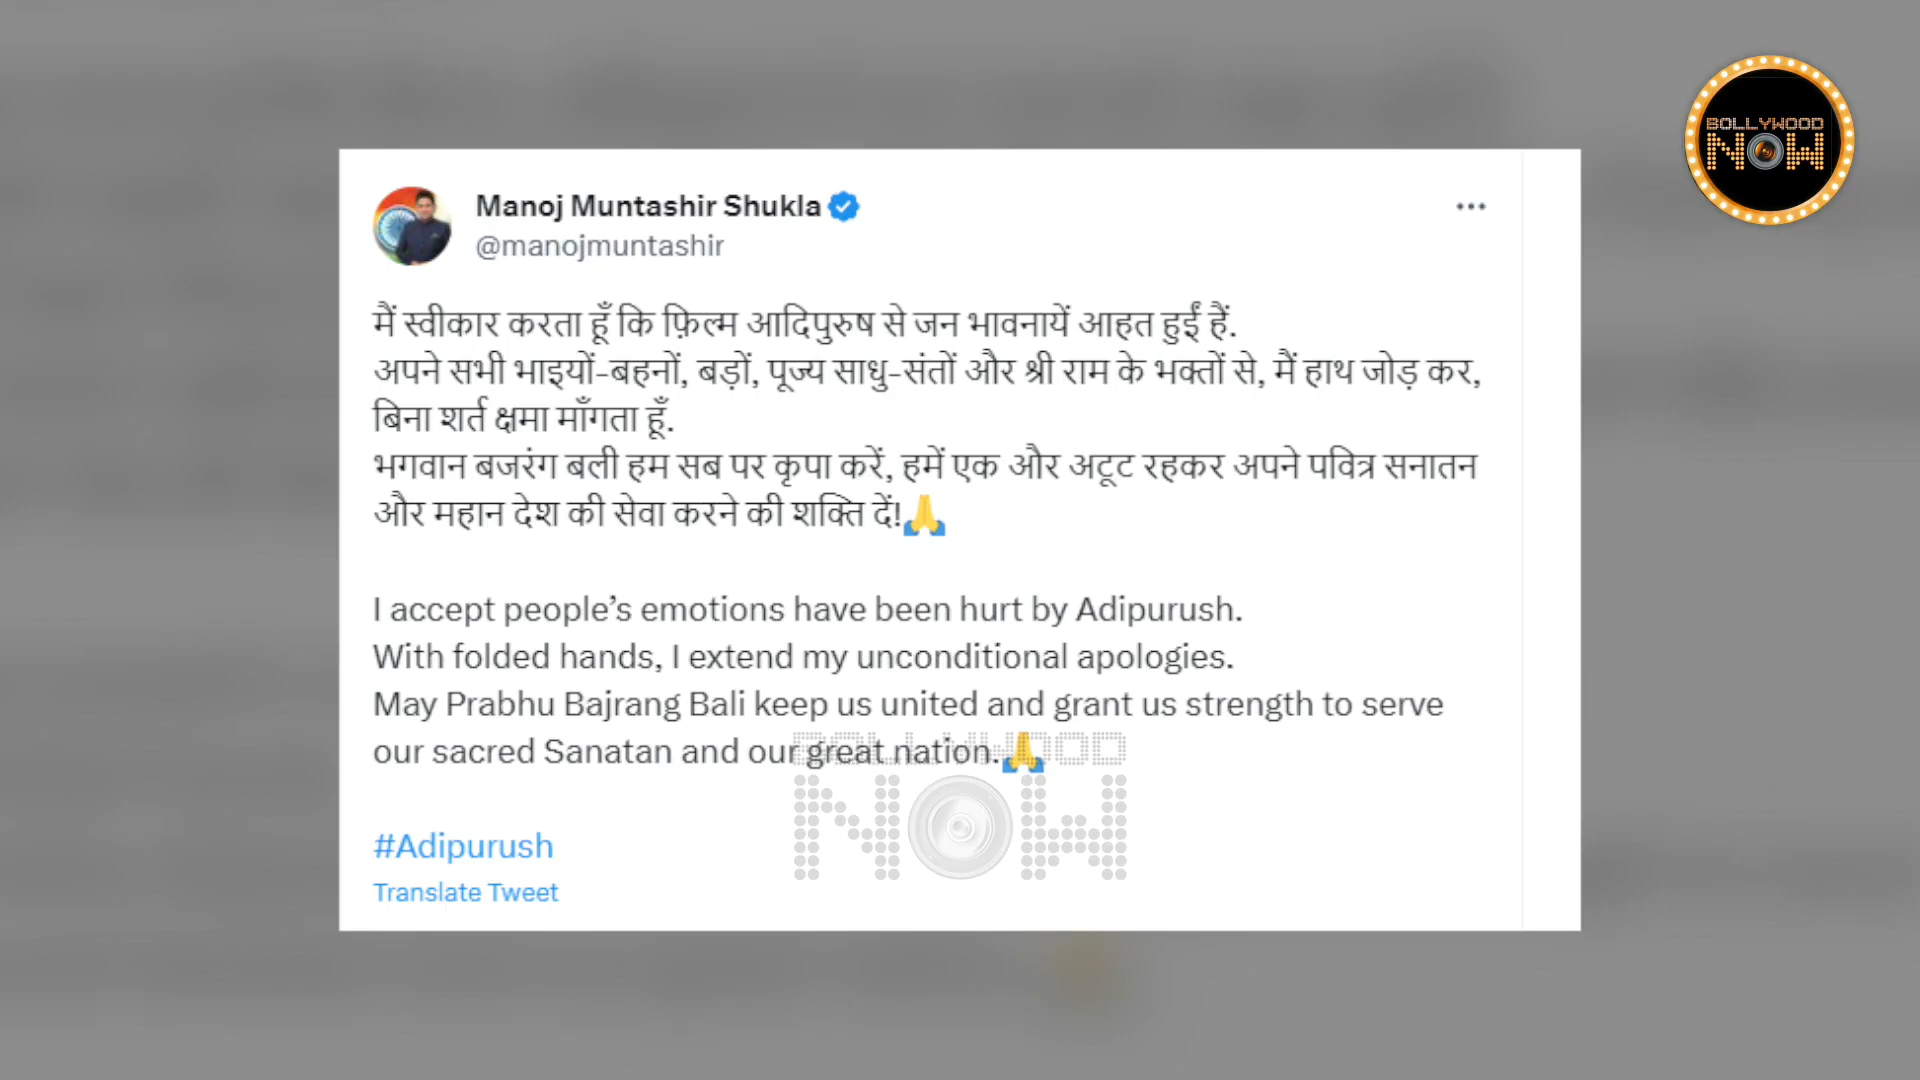 BOLLYWOOD
NOW
Manoj Muntashir Shukla
@manojmuntashir
मैं स्वीकार करता हूँ कि फ़िल्म आदिपुरुष से जन भावनायें आहत हुईं हैं.
अपने सभी भाइयों-बहनों, बड़ों, पूज्य साधु-संतों और श्री राम के भक्तों से, मैं हाथ जोड़ कर,
बिना शर्त क्षमा माँगता हूँ.
भगवान बजरंग बली हम सब पर कृपा करें, हमें एक और अटूट रहकर अपने पवित्र सनातन
और महान देश की सेवा करने की शक्ति दें!🙏
I accept people’s emotions have been hurt by Adipurush.
With folded hands, I extend my unconditional apologies.
May Prabhu Bajrang Bali keep us united and grant us strength to serve
our sacred Sanatan and our great nation.🙏
BOLLYWOOD
NOW
#Adipurush
Translate Tweet